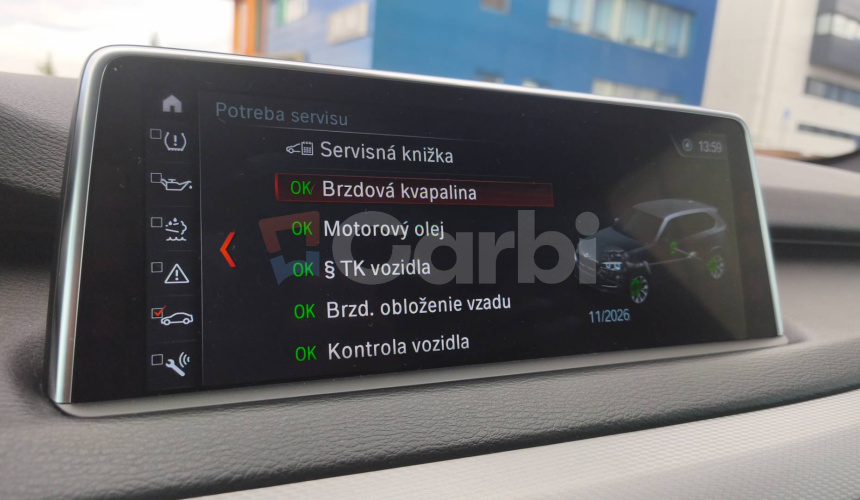 Potreba servisu
13:59
Servisná knižka
OK Brzdová kvapalina
OK Motorový olej
OK § TK vozidla
OK Brzd. obloženie vzadu
11/2026
OK Kontrola vozidla
Carbi